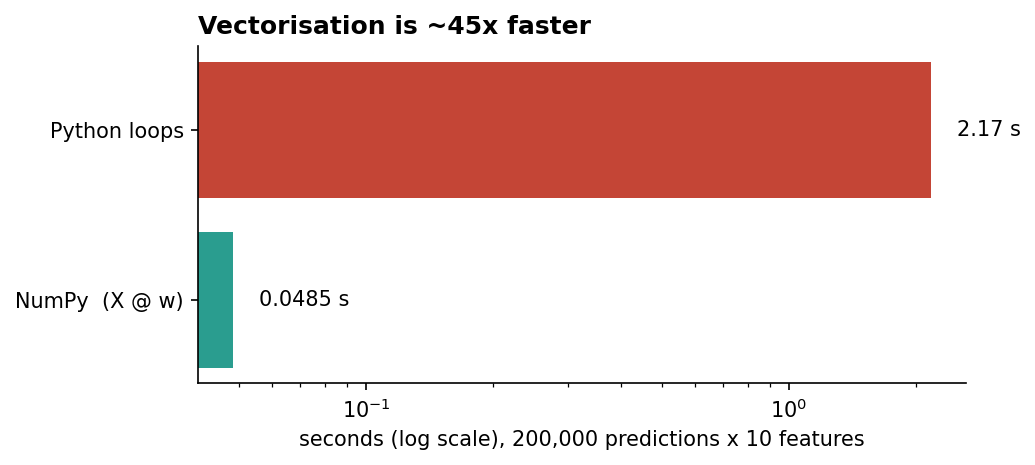 Vectorisation is ~45x faster
Python loops
2.17 s
NumPy  (X @ w)
0.0485 s
10⁻¹
10⁰
seconds (log scale), 200,000 predictions x 10 features